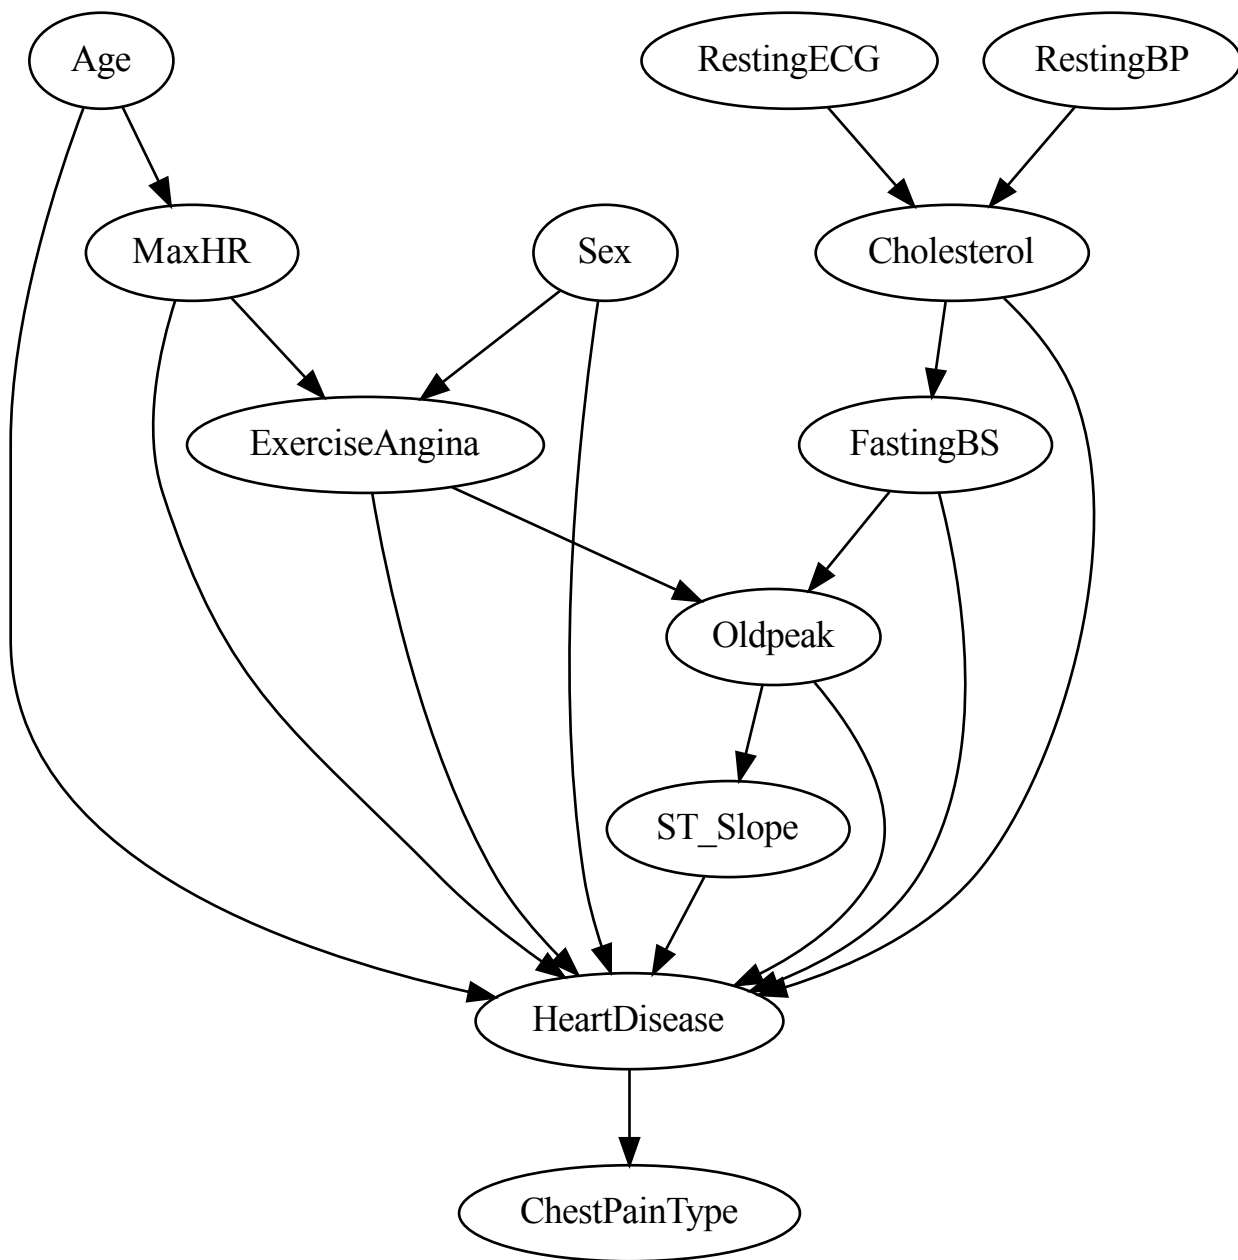 Age
RestingECG
RestingBP
MaxHR
Sex
Cholesterol
ExerciseAngina
FastingBS
Oldpeak
ST_Slope
HeartDisease
ChestPainType